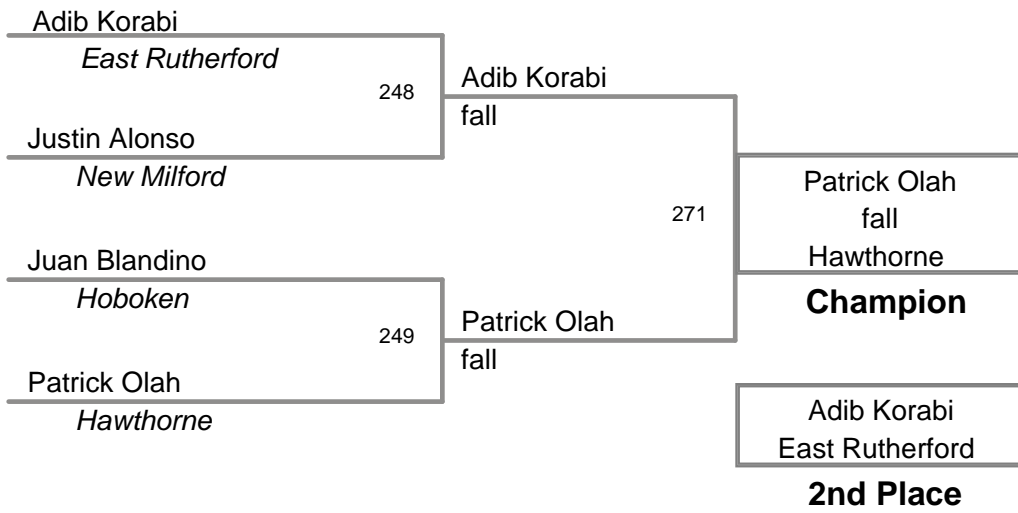 Adib Korabi
East Rutherford
248
Adib Korabi
fall
Justin Alonso
New Milford
271
Patrick Olah
fall
Hawthorne
Champion
Juan Blandino
Hoboken
249
Patrick Olah
fall
Patrick Olah
Hawthorne
Adib Korabi
East Rutherford
2nd Place